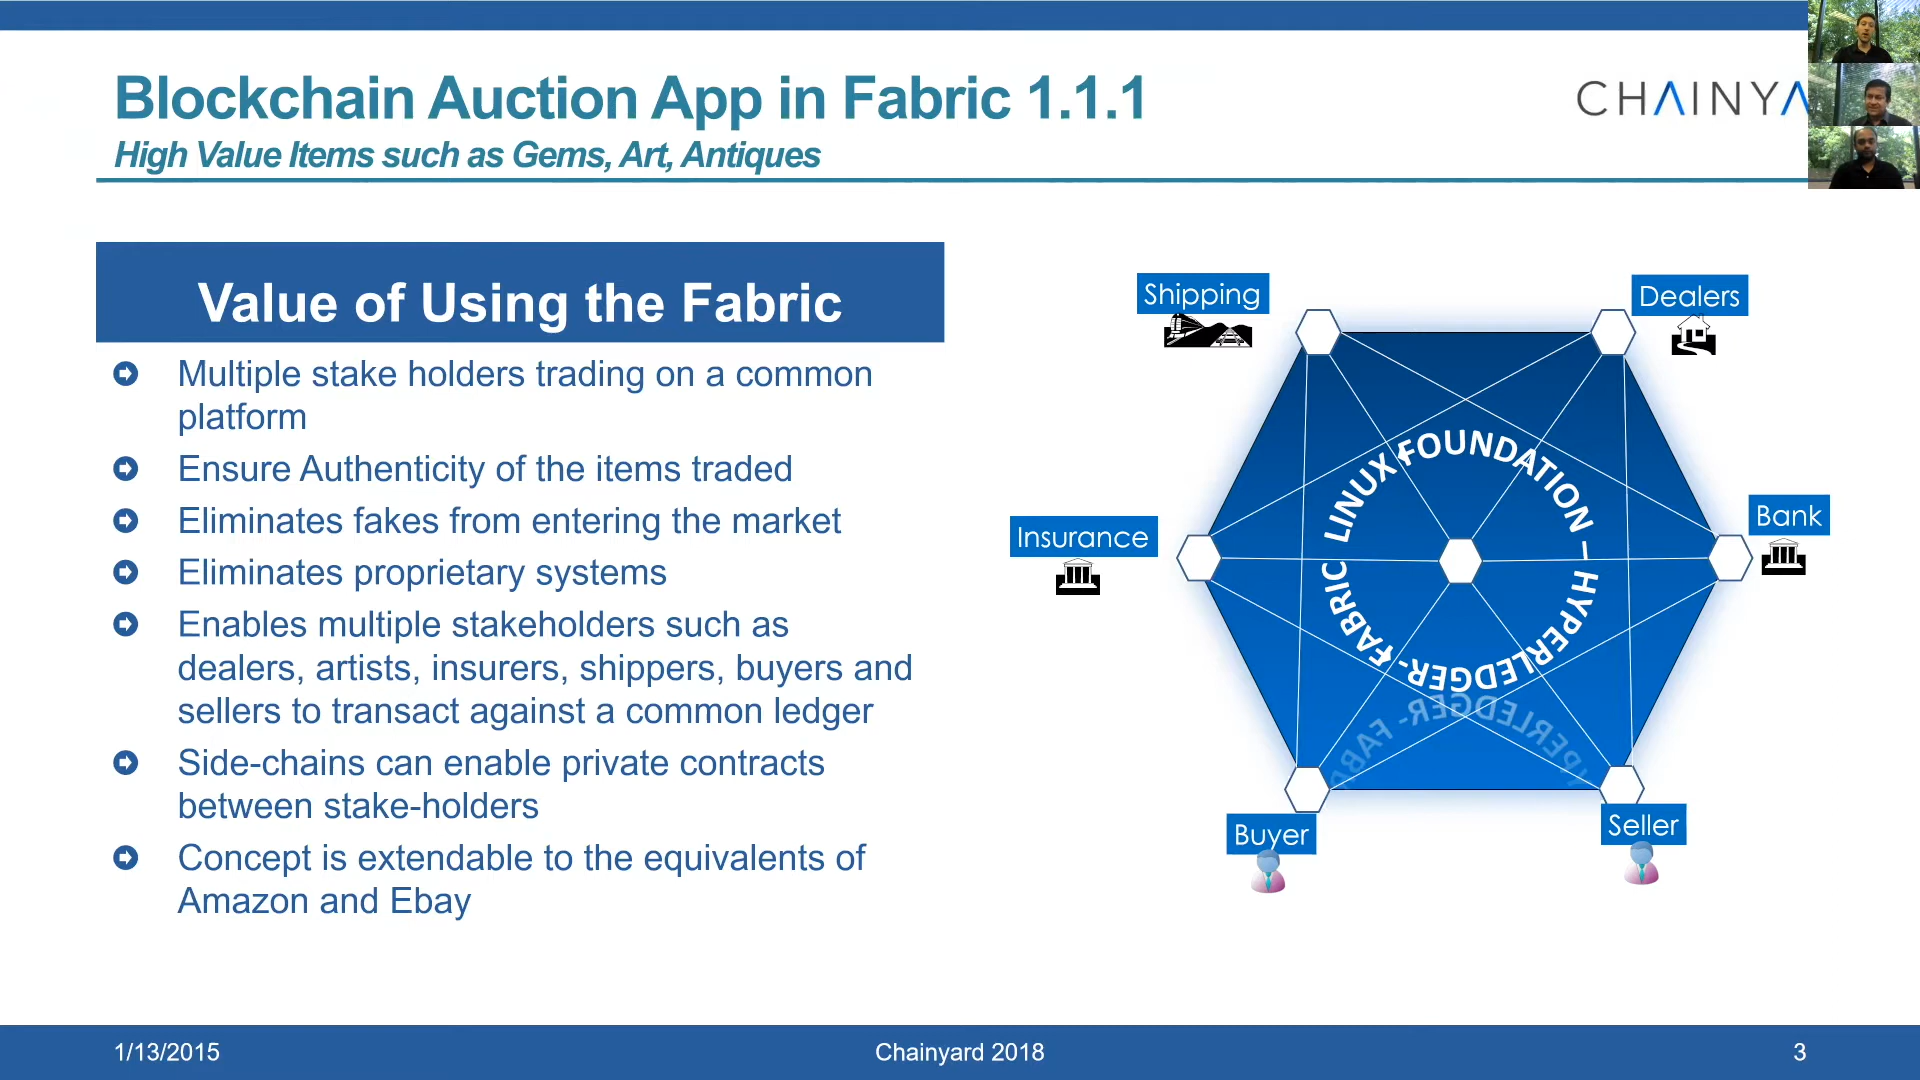 Blockchain Auction App in Fabric 1.1.1
High Value Items such as Gems, Art, Antiques
CHAINYA
Value of Using the Fabric
Multiple stake holders trading on a common
platform
Ensure Authenticity of the items traded
Eliminates fakes from entering the market
Eliminates proprietary systems
Enables multiple stakeholders such as
dealers, artists, insurers, shippers, buyers and
sellers to transact against a common ledger
Side-chains can enable private contracts
between stake-holders
Concept is extendable to the equivalents of
Amazon and Ebay
Shipping
Dealers
Insurance
Bank
LINUX FOUNDATION – HYPERLEDGER- FABRIC
Buyer
Seller
1/13/2015
Chainyard 2018
3